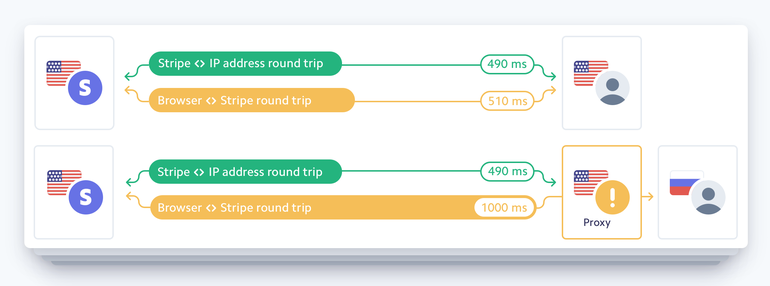 Stripe <> IP address round trip
490 ms
Browser <> Stripe round trip
510 ms
S
Stripe <> IP address round trip
490 ms
Browser <> Stripe round trip
1000 ms
S
!
Proxy